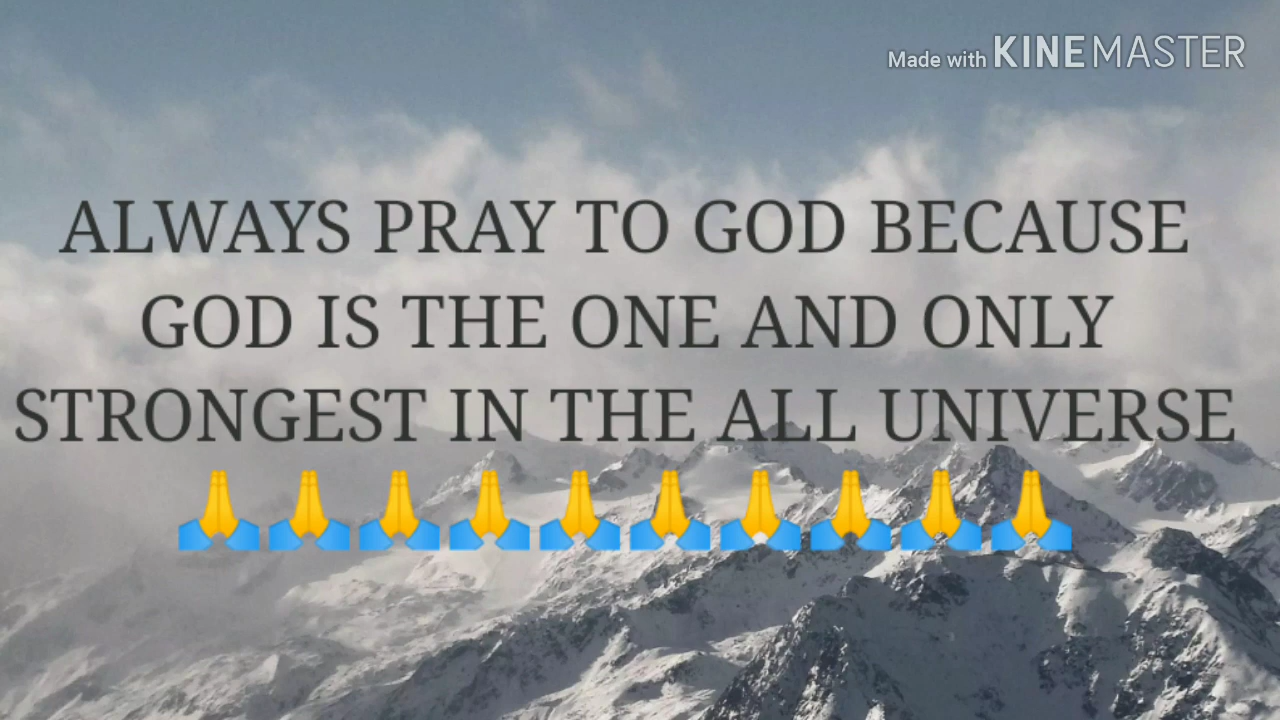 Made with KINEMASTER
ALWAYS PRAY TO GOD BECAUSE
GOD IS THE ONE AND ONLY
STRONGEST IN THE ALL UNIVERSE
🙏🙏🙏🙏🙏🙏🙏🙏🙏🙏